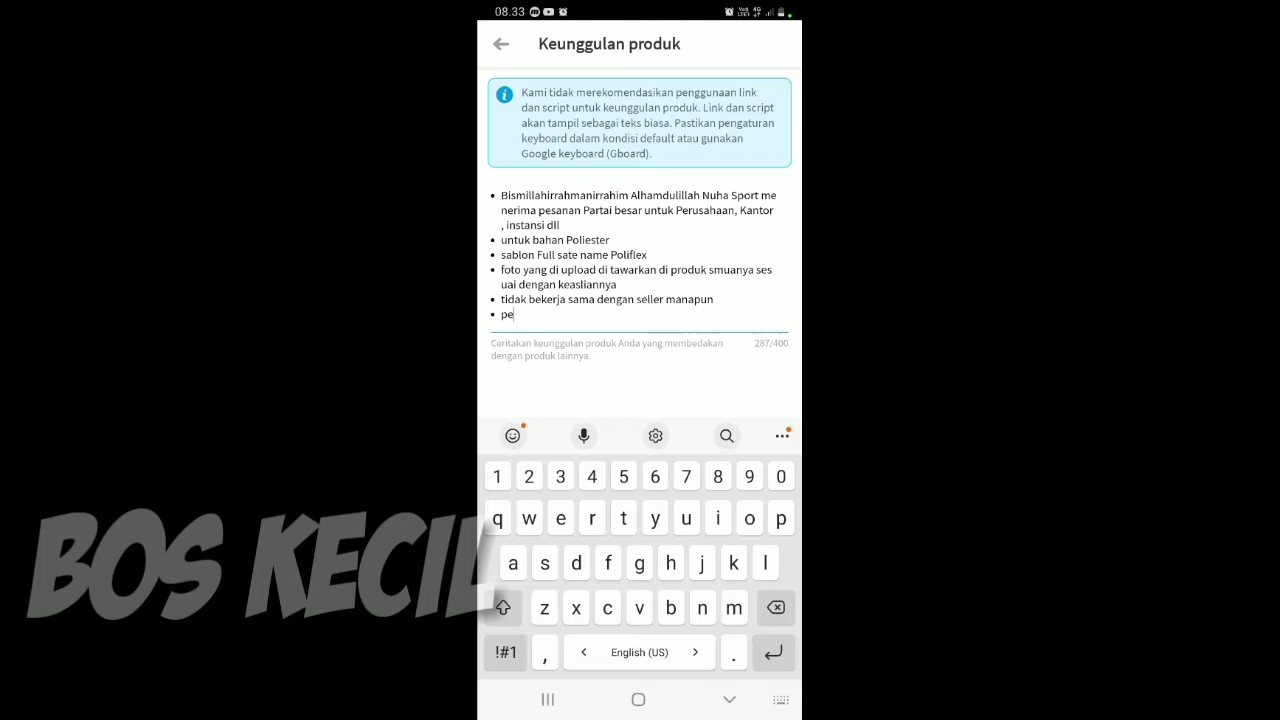 08.33
Keunggulan produk
Kami tidak merekomendasikan penggunaan link
dan script untuk keunggulan produk. Link dan script
akan tampil sebagai teks biasa. Pastikan pengaturan
keyboard dalam kondisi default atau gunakan
Google keyboard (Gboard).
• Bismillahirrahmanirrahim Alhamdulillah Nuha Sport me
nerima pesanan Partai besar untuk Perusahaan, Kantor
, instansi dll
• untuk bahan Poliester
• sablon Full sate name Poliflex
• foto yang di upload di tawarkan di produk smuanya ses
uai dengan keasliannya
• tidak bekerja sama dengan seller manapun
• pe
Ceritakan keunggulan produk Anda yang membedakan 287/400
dengan produk lainnya.
1 2 3 4 5 6 7 8 9 0
q w e r t y u i o p
a s d f g h j k l
z x c v b n m
!#1 , < English (US) > .
BOS KECIL